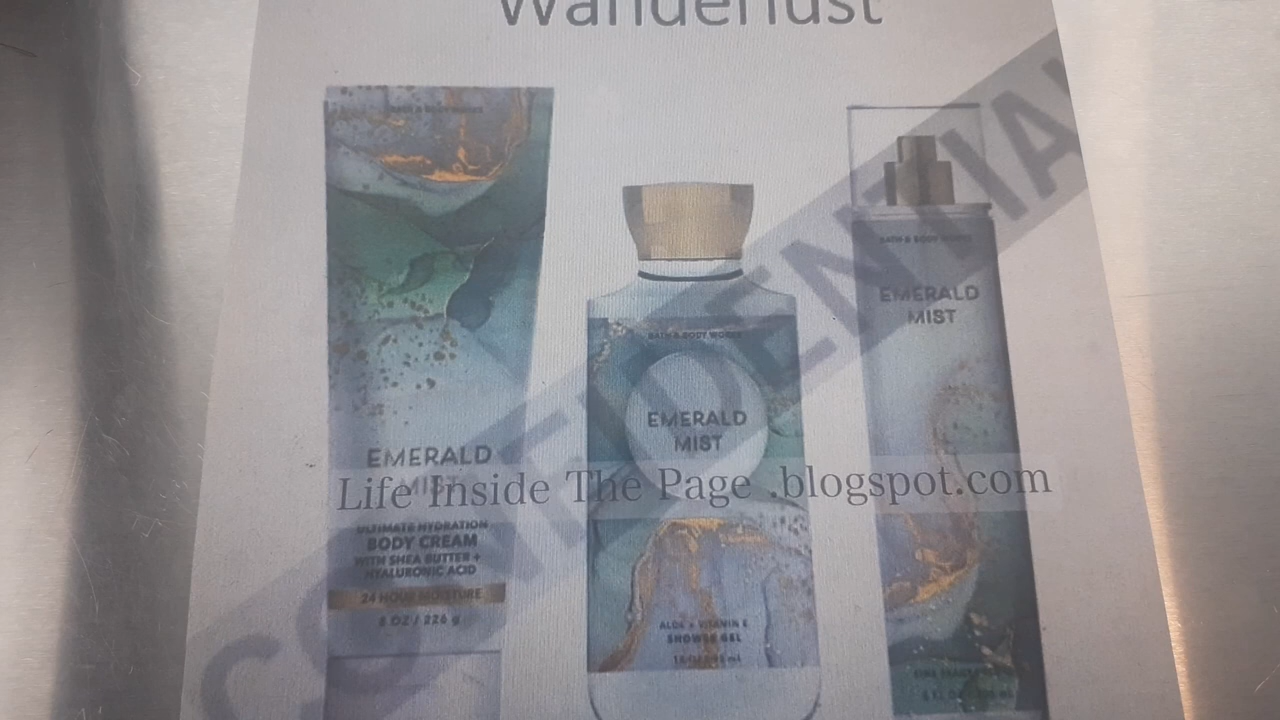 Wanderlust
CONFIDENTIAL
BATH & BODY WORKS
EMERALD
MIST
ULTIMATE HYDRATION
BODY CREAM
WITH SHEA BUTTER +
HYALURONIC ACID
24 HOUR MOISTURE
8 OZ / 226 g
BATH & BODY WORKS
EMERALD
MIST
ALOE + VITAMIN E
SHOWER GEL
BATH & BODY WORKS
EMERALD
MIST
Life Inside The Page .blogspot.com